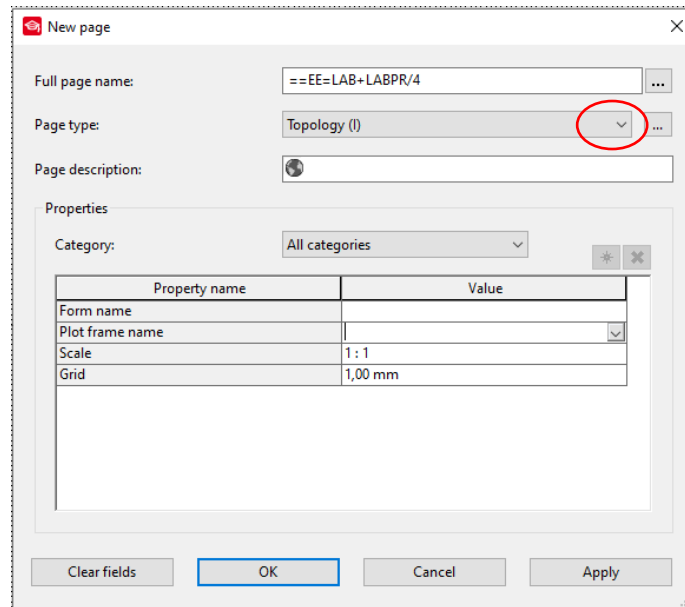 New page
Full page name: ==EE=LAB+LABPR/4 ...
Page type: Topology (I) ...
Page description:
Properties
Category: All categories
Property name Value
Form name
Plot frame name
Scale 1 : 1
Grid 1,00 mm
Clear fields OK Cancel Apply